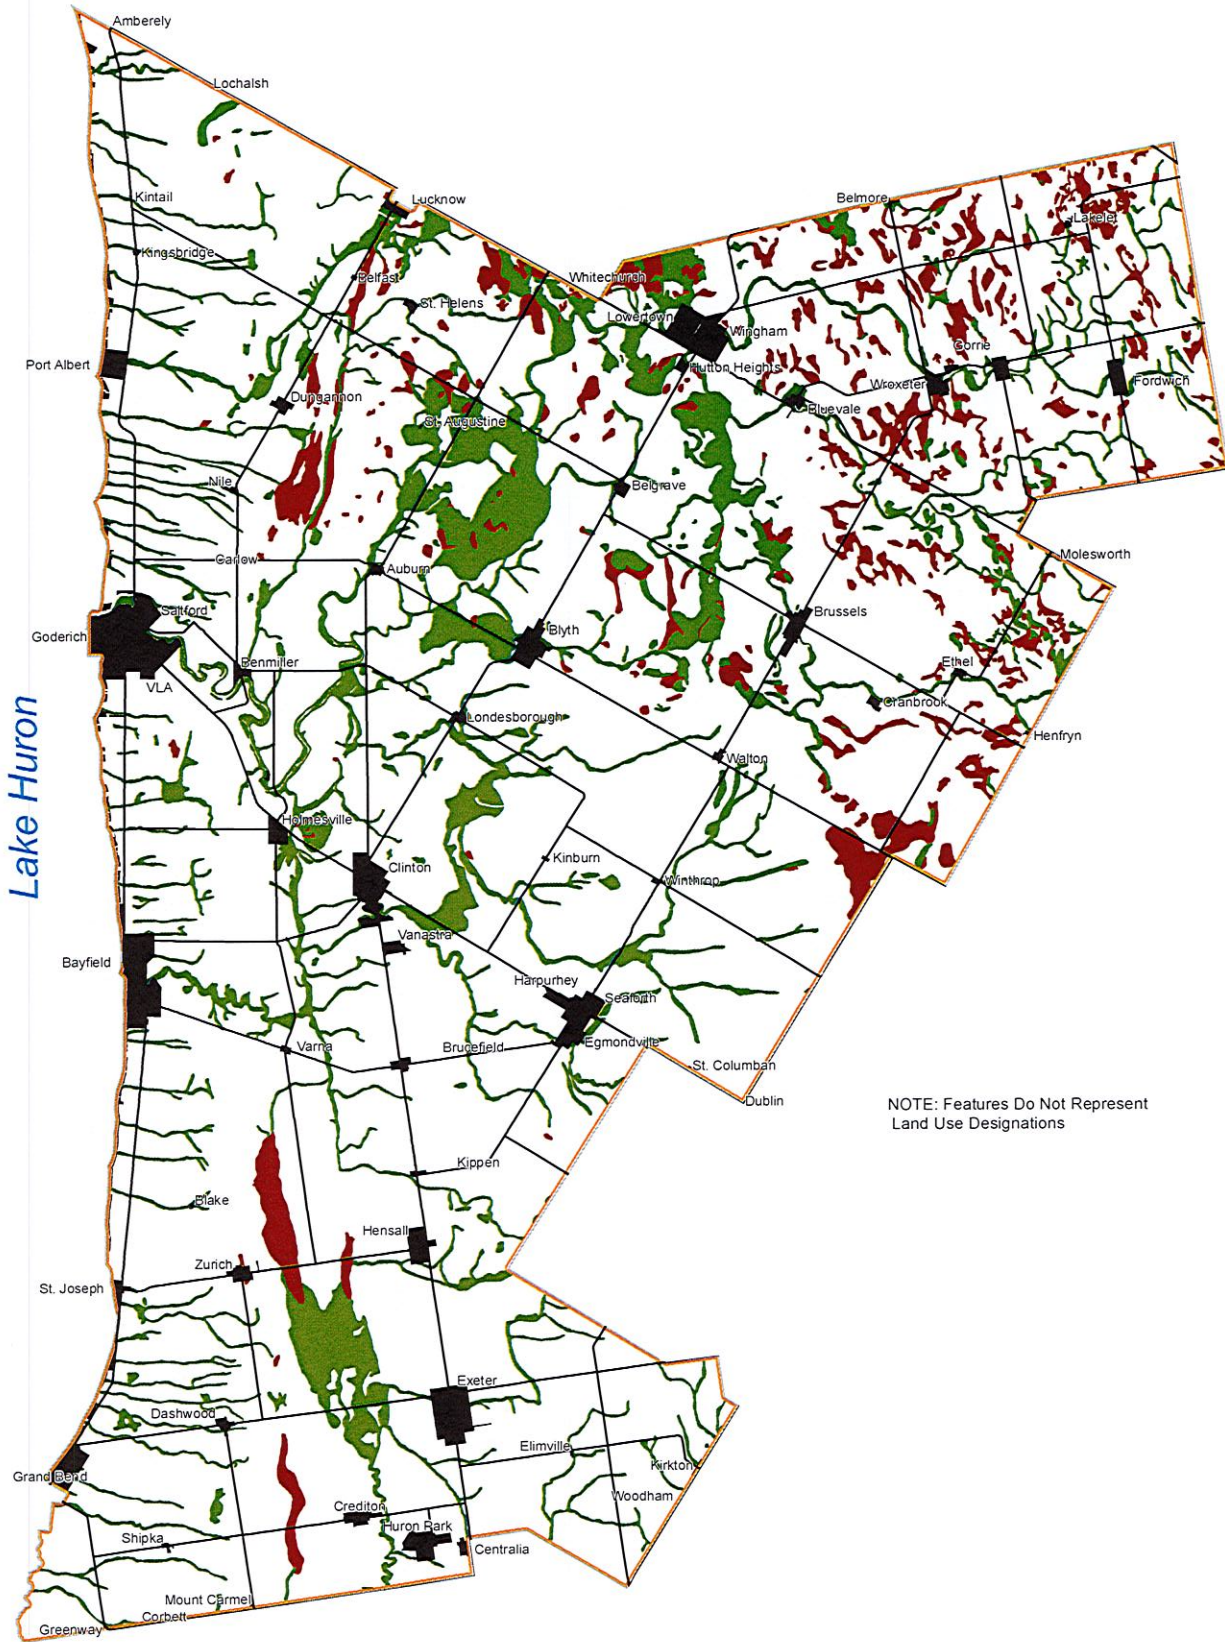 Amberely
Lochalsh
Kintail
Lucknow
Belmore
Lakelet
Kingsbridge
Belfast
Whitechurch
St. Helens
Lowertown
Wingham
Gorrie
Port Albert
Hutton Heights
Wroxeter
Fordwich
Dungannon
Bluevale
St. Augustine
Nile
Belgrave
Carlow
Auburn
Molesworth
Saltford
Brussels
Goderich
Blyth
Benmiller
Ethel
VLA
Cranbrook
Londesborough
Henfryn
Walton
Lake Huron
Holmesville
Clinton
Kinburn
Winthrop
Vanastra
Bayfield
Harpurhey
Seaforth
Varna
Brucefield
Egmondville
St. Columban
Dublin
NOTE: Features Do Not Represent
Land Use Designations
Kippen
Blake
Hensall
Zurich
St. Joseph
Exeter
Dashwood
Elimville
Kirkton
Grand Bend
Woodham
Crediton
Huron Park
Shipka
Centralia
Mount Carmel
Corbett
Greenway